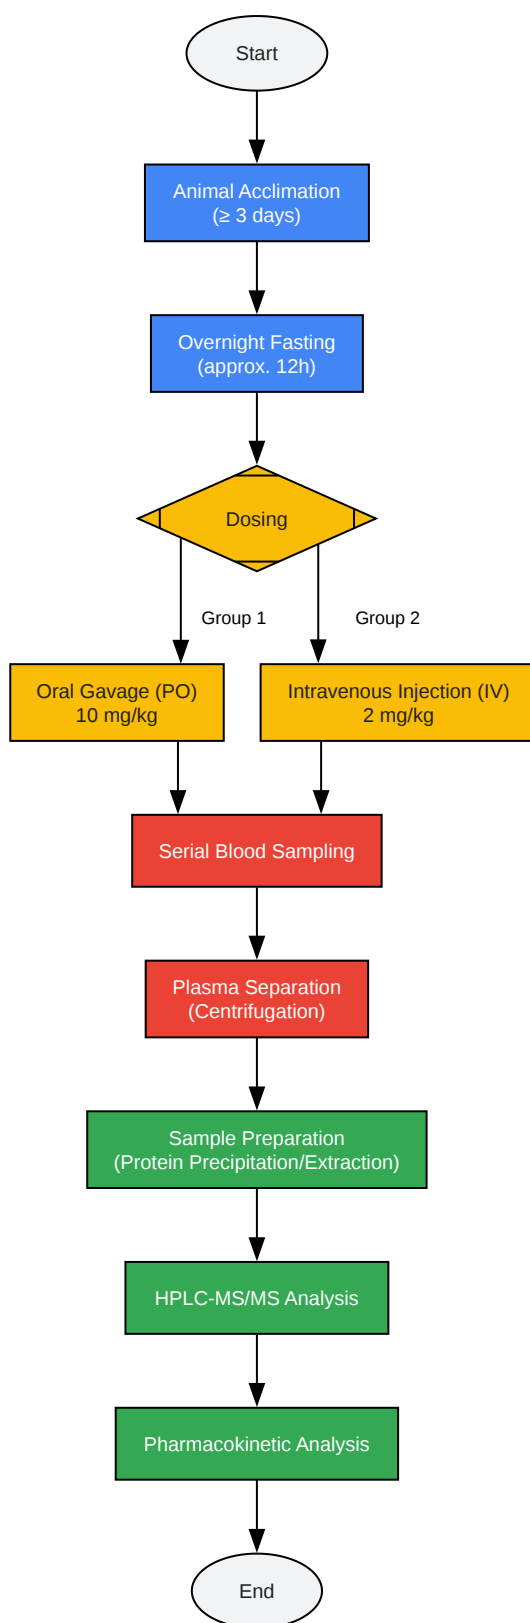 Start
Animal Acclimation
(≥ 3 days)
Overnight Fasting
(approx. 12h)
Dosing
Group 1
Group 2
Oral Gavage (PO)
10 mg/kg
Intravenous Injection (IV)
2 mg/kg
Serial Blood Sampling
Plasma Separation
(Centrifugation)
Sample Preparation
(Protein Precipitation/Extraction)
HPLC-MS/MS Analysis
Pharmacokinetic Analysis
End